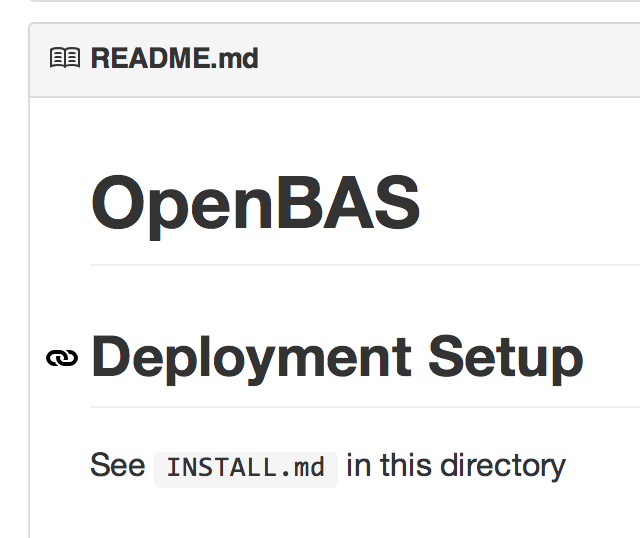 README.md
OpenBAS
Deployment Setup
See INSTALL.md in this directory